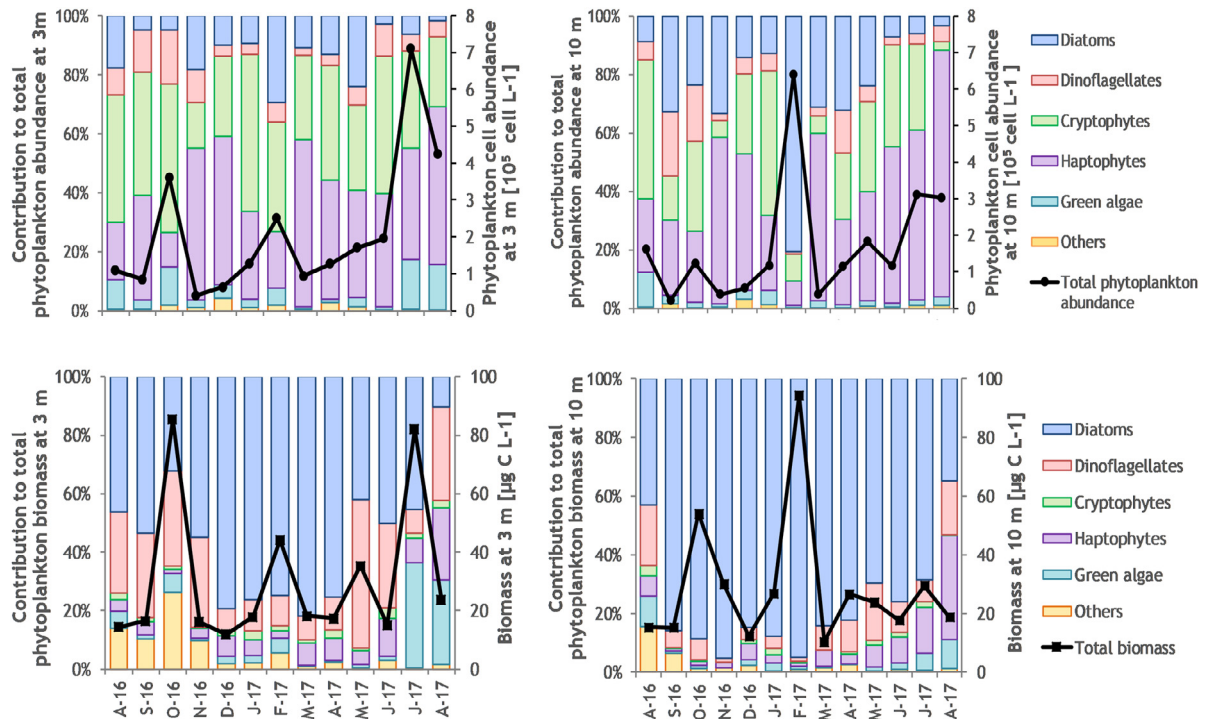 Contribution to total
phytoplankton abundance at 3m
100%
80%
60%
40%
20%
0%
8
7
6
5
4
3
2
1
0
Phytoplankton cell abundance
at 3 m [10⁵ cell L-1]
Contribution to total
phytoplankton abundance at 10 m
100%
80%
60%
40%
20%
0%
8
7
6
5
4
3
2
1
0
Phytoplankton cell abundance
at 10 m [10⁵ cell L-1 ]
Diatoms
Dinoflagellates
Cryptophytes
Haptophytes
Green algae
Others
Total phytoplankton
abundance
Contribution to total
phytoplankton biomass at 3 m
100%
80%
60%
40%
20%
0%
100
80
60
40
20
0
Biomass at 3 m [µg C L-1]
A-16
S-16
O-16
N-16
D-16
J-17
F-17
M-17
A-17
M-17
J-17
J-17
A-17
Contribution to total
phytoplankton biomass at 10 m
100%
80%
60%
40%
20%
0%
100
80
60
40
20
0
Biomass at 10 m [µg C L-1]
A-16
S-16
O-16
N-16
D-16
J-17
F-17
M-17
A-17
M-17
J-17
J-17
A-17
Diatoms
Dinoflagellates
Cryptophytes
Haptophytes
Green algae
Others
Total biomass